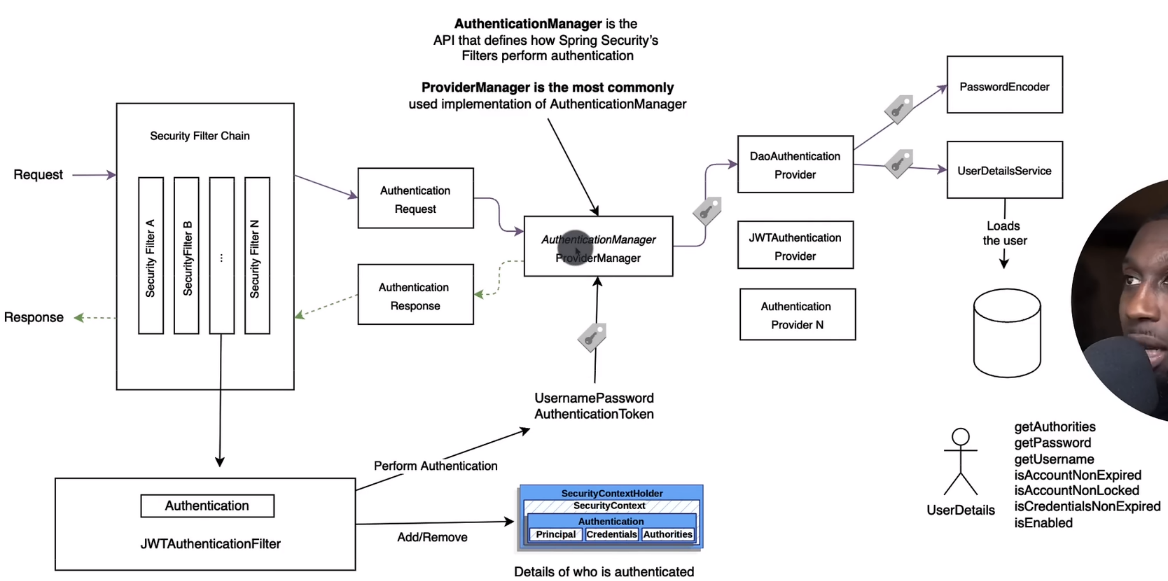 AuthenticationManager is the
API that defines how Spring Security's
Filters perform authentication
ProviderManager is the most commonly
used implementation of AuthenticationManager
Security Filter Chain
Request
Response
Security Filter A
SecurityFilter B
...
Security Filter N
Authentication
Request
Authentication
Response
AuthenticationManager
ProviderManager
DaoAuthentication
Provider
JWTAuthentication
Provider
Authentication
Provider N
PasswordEncoder
UserDetailsService
Loads
the user
UsernamePassword
AuthenticationToken
Perform Authentication
Authentication
JWTAuthenticationFilter
Add/Remove
SecurityContextHolder
SecurityContext
Authentication
Principal
Credentials
Authorities
Details of who is authenticated
UserDetails
getAuthorities
getPassword
getUsername
isAccountNonExpired
isAccountNonLocked
isCredentialsNonExpired
isEnabled